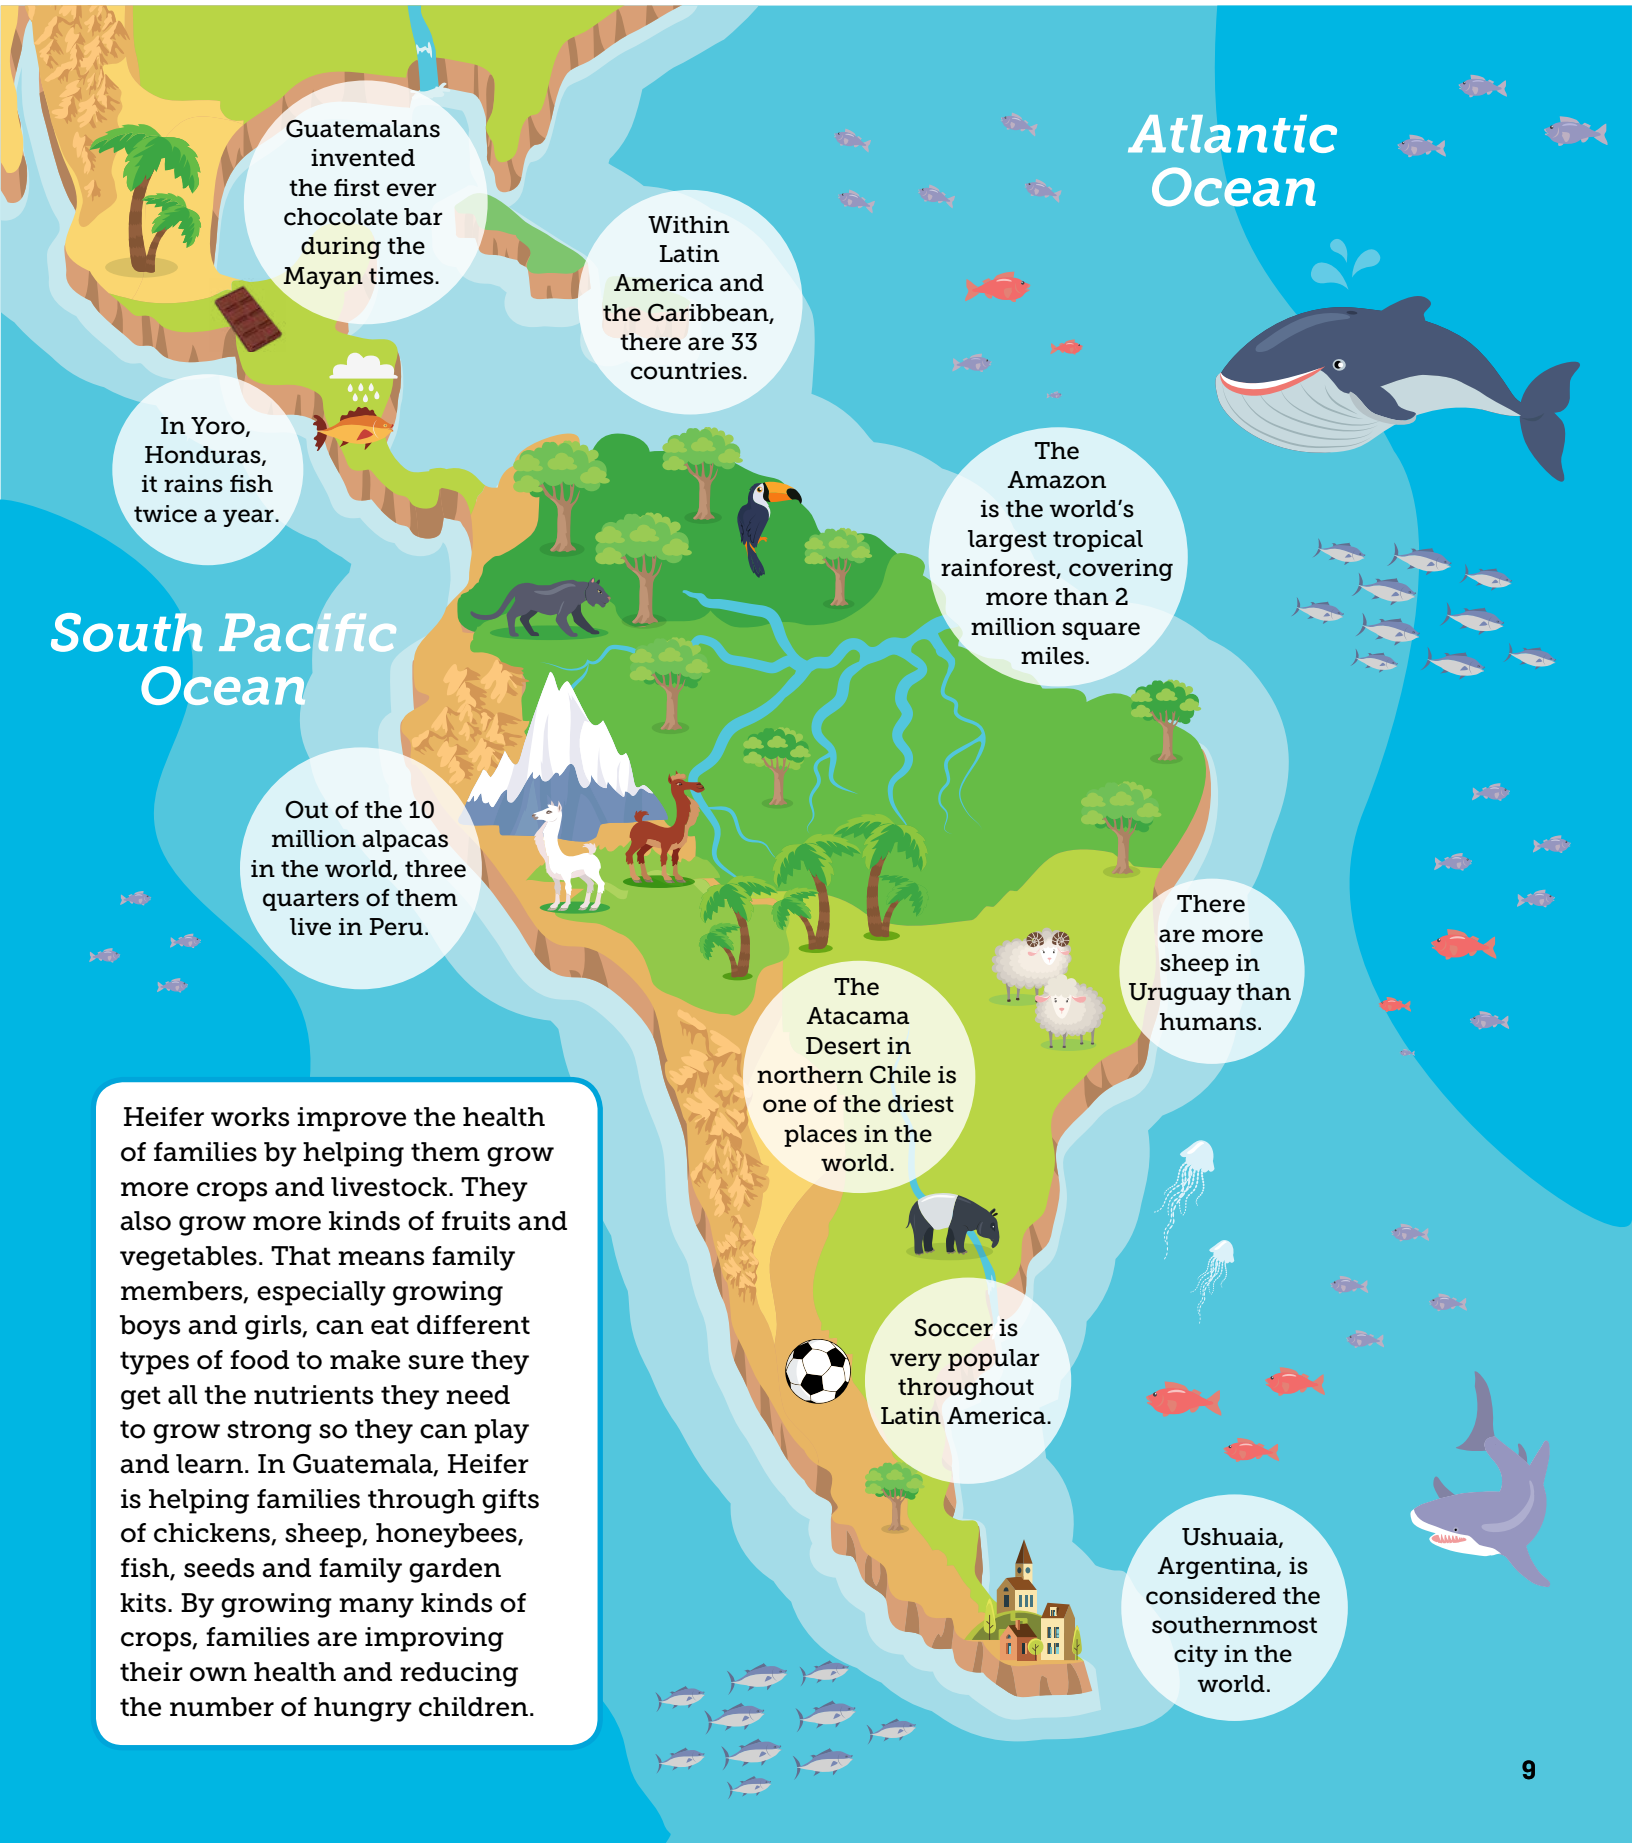 Guatemalans
invented
the first ever
chocolate bar
during the
Mayan times.
Within
Latin
America and
the Caribbean,
there are 33
countries.
Atlantic
Ocean
In Yoro,
Honduras,
it rains fish
twice a year.
The
Amazon
is the world's
largest tropical
rainforest, covering
more than 2
million square
miles.
South Pacific
Ocean
Out of the 10
million alpacas
in the world, three
quarters of them
live in Peru.
There
are more
sheep in
Uruguay than
humans.
The
Atacama
Desert in
northern Chile is
one of the driest
places in the
world.
Heifer works improve the health
of families by helping them grow
more crops and livestock. They
also grow more kinds of fruits and
vegetables. That means family
members, especially growing
boys and girls, can eat different
types of food to make sure they
get all the nutrients they need
to grow strong so they can play
and learn. In Guatemala, Heifer
is helping families through gifts
of chickens, sheep, honeybees,
fish, seeds and family garden
kits. By growing many kinds of
crops, families are improving
their own health and reducing
the number of hungry children.
Soccer is
very popular
throughout
Latin America.
Ushuaia,
Argentina, is
considered the
southernmost
city in the
world.
9